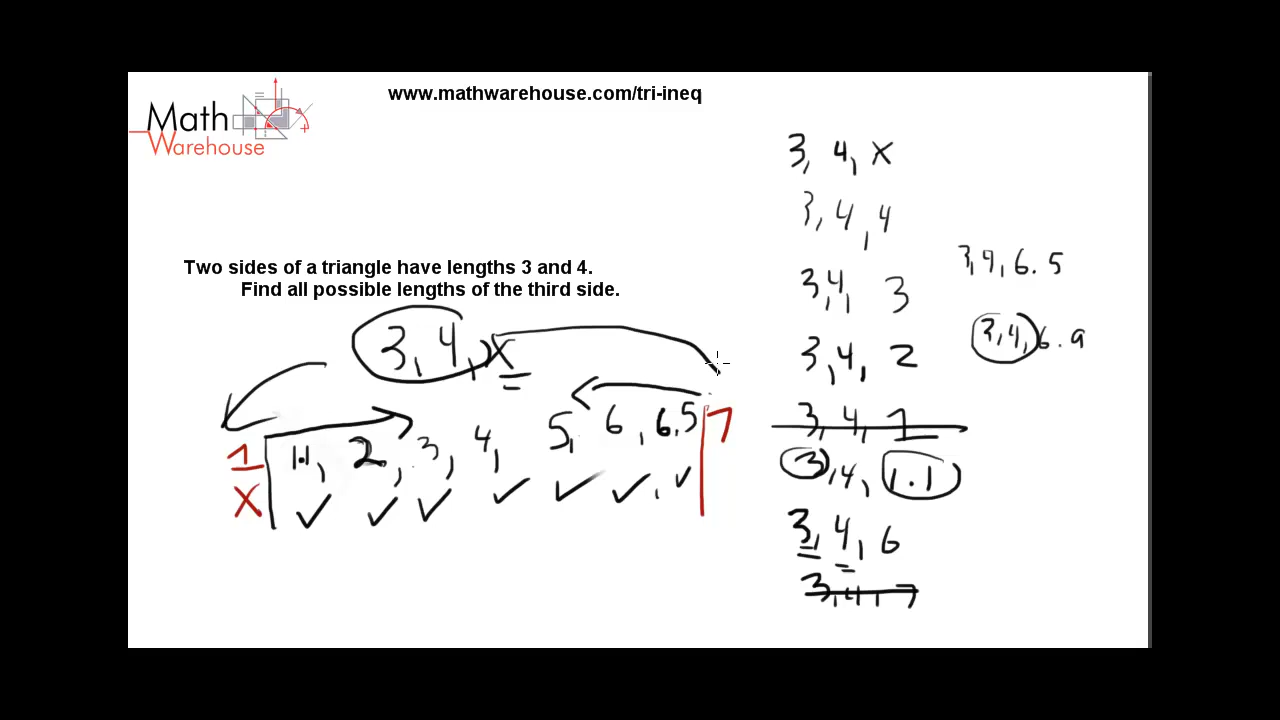 www.mathwarehouse.com/tri-ineq
Math
Warehouse
Two sides of a triangle have lengths 3 and 4.
Find all possible lengths of the third side.
3, 4, x
1 1.1, 2, 3, 4, 5, 6, 6.5 7
X ✓ ✓ ✓ ✓ ✓ ✓, ✓
3, 4, x
3, 4, 4
3, 4, 3
3, 4, 2
3, 4, 1
3, 4, 1.1
3, 4, 6
3, 4, 7
3, 4, 6.5
3, 4, 6.9